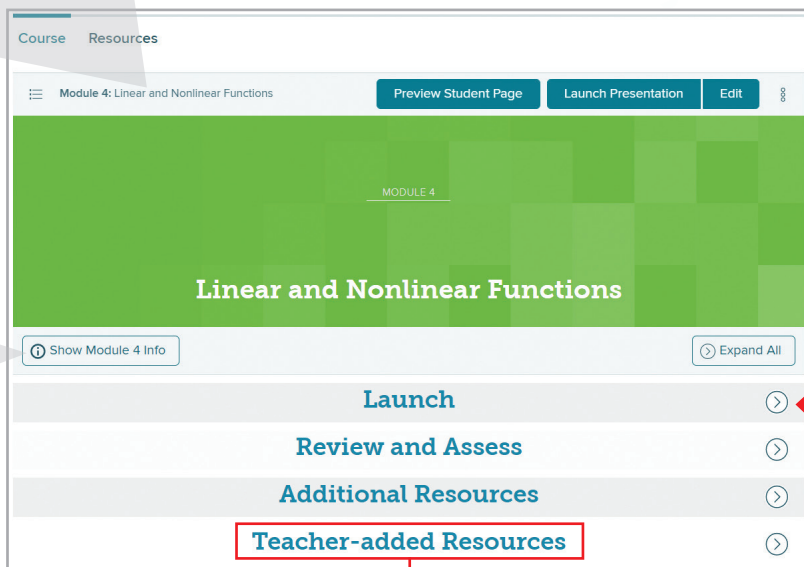 Course Resources
Module 4: Linear and Nonlinear Functions Preview Student Page Launch Presentation Edit
MODULE 4
Linear and Nonlinear Functions
Show Module 4 Info Expand All
Launch
Review and Assess
Additional Resources
Teacher-added Resources